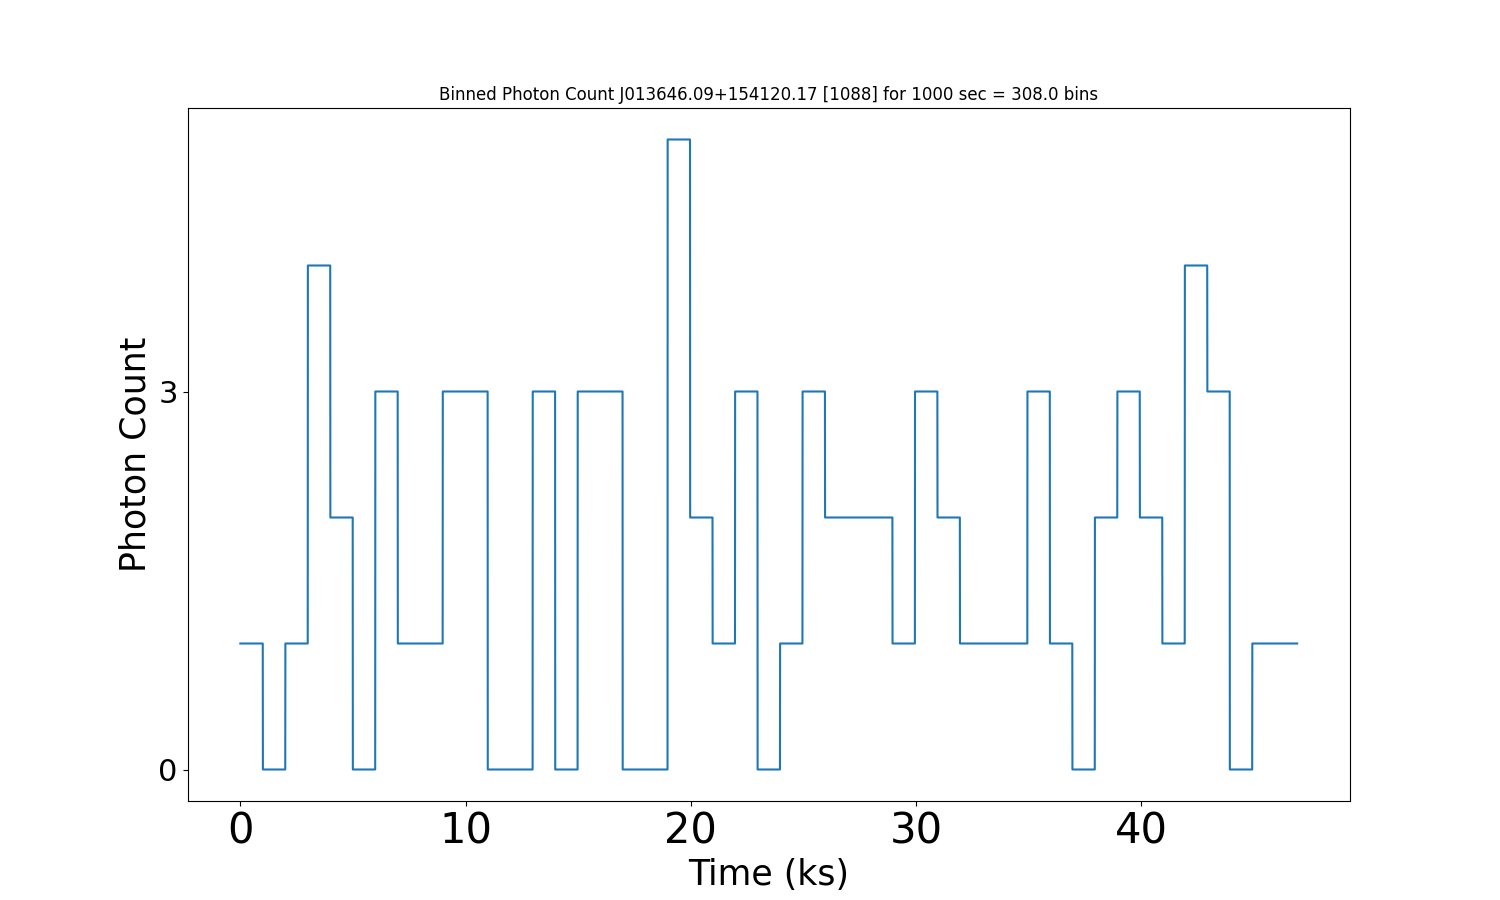 Binned Photon Count J013646.09+154120.17 [1088] for 1000 sec = 308.0 bins
Photon Count
3
0
0 10 20 30 40
Time (ks)